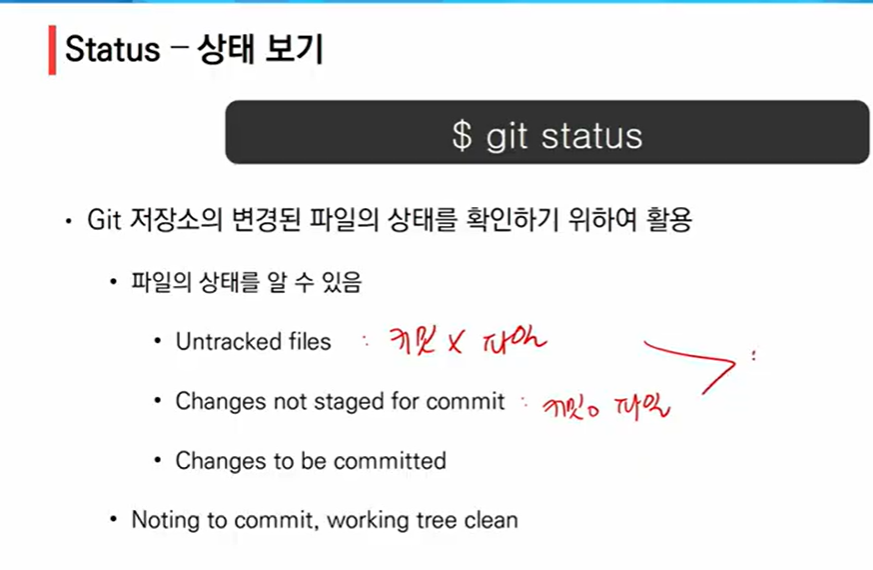 Status – 상태 보기
$ git status
• Git 저장소의 변경된 파일의 상태를 확인하기 위하여 활용
• 파일의 상태를 알 수 있음
• Untracked files : 커밋 X 파일
• Changes not staged for commit : 커밋o 파일
• Changes to be committed
• Noting to commit, working tree clean